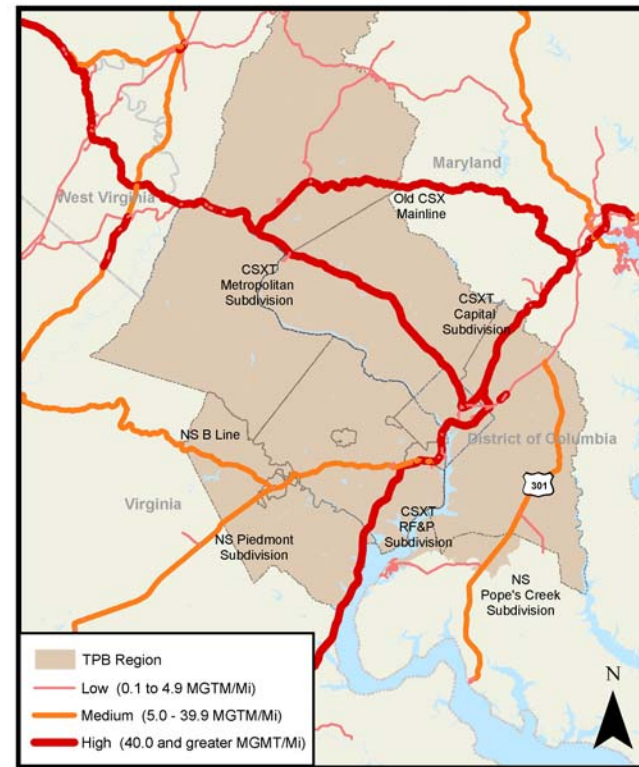 Maryland
West Virginia
Old CSX
Mainline
CSXT
Metropolitan
Subdivision
CSXT
Capital
Subdivision
NS B Line
District of Columbia
301
Virginia
CSXT
RF&P
Subdivision
NS Piedmont
Subdivision
NS
Pope's Creek
Subdivision
TPB Region
Low (0.1 to 4.9 MGTM/Mi)
Medium (5.0 - 39.9 MGTM/Mi)
High (40.0 and greater MGMT/Mi)
N